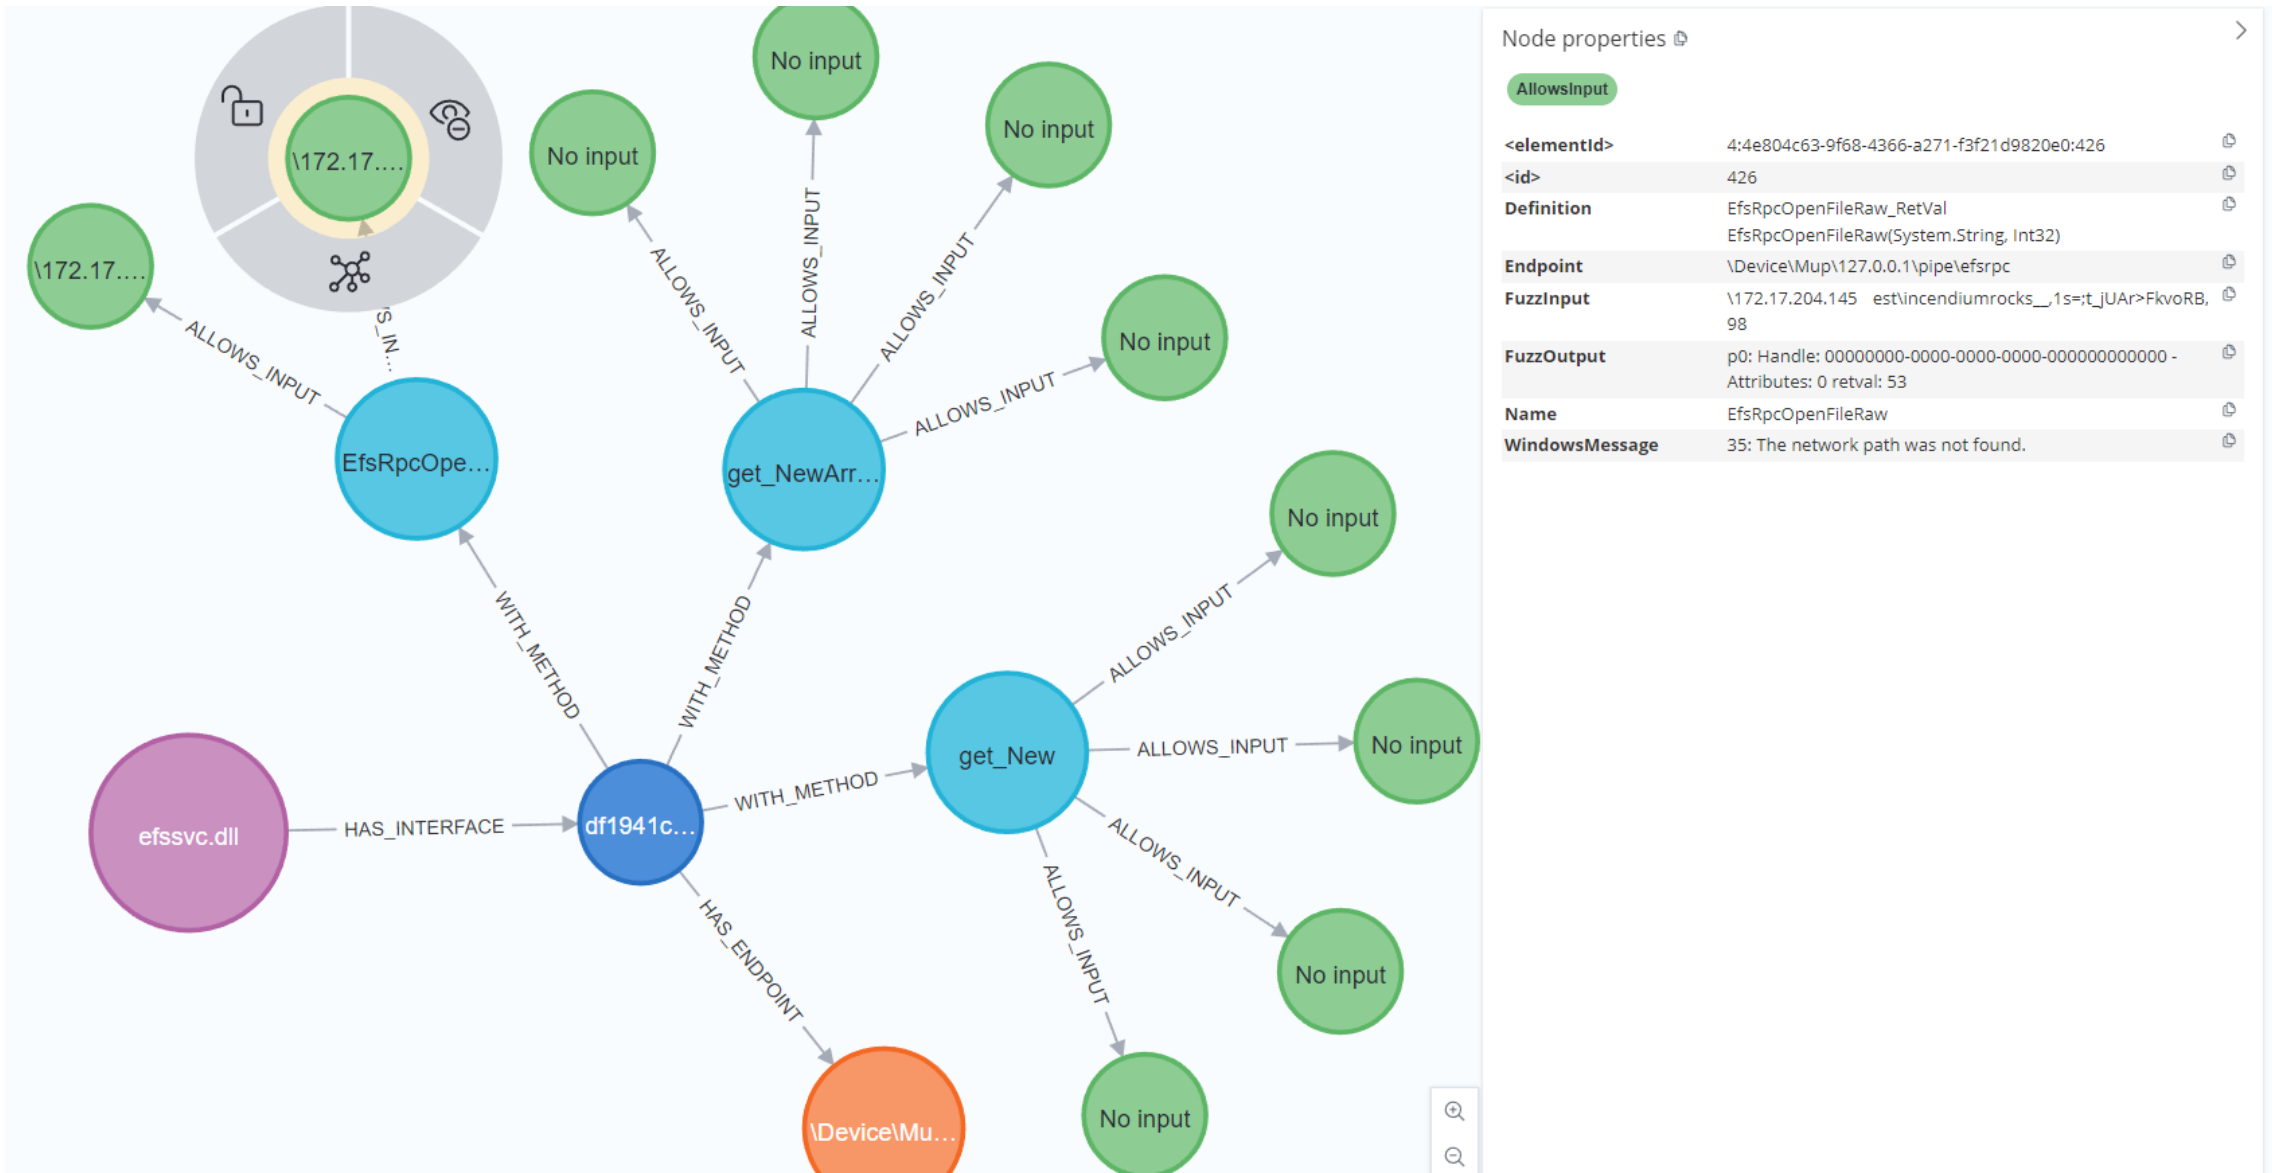 No input
No input
No input
\172.17....
\172.17....
ALLOWS_INPUT
ALLOWS_INPUT
ALLOWS_INPUT
ALLOWS_INPUT
'S_IN...
ALLOWS_INPUT
No input
EfsRpcOpe...
get_NewArr...
No input
WITH_METHOD
WITH_METHOD
ALLOWS_INPUT
get_New
ALLOWS_INPUT
No input
WITH_METHOD
efssvc.dll
HAS_INTERFACE
df1941c...
ALLOWS_INPUT
ALLOWS_INPUT
HAS_ENDPOINT
No input
No input
\Device\Mu...
Node properties
AllowsInput
<elementId> 4:4e804c63-9f68-4366-a271-f3f21d9820e0:426
<id> 426
Definition EfsRpcOpenFileRaw_RetVal
EfsRpcOpenFileRaw(System.String, Int32)
Endpoint \Device\Mup\127.0.0.1\pipe\efsrpc
FuzzInput \172.17.204.145 est\incendiumrocks__,1s=;t_jUAr>FkvoRB,
98
FuzzOutput p0: Handle: 00000000-0000-0000-0000-000000000000 -
Attributes: 0 retval: 53
Name EfsRpcOpenFileRaw
WindowsMessage 35: The network path was not found.